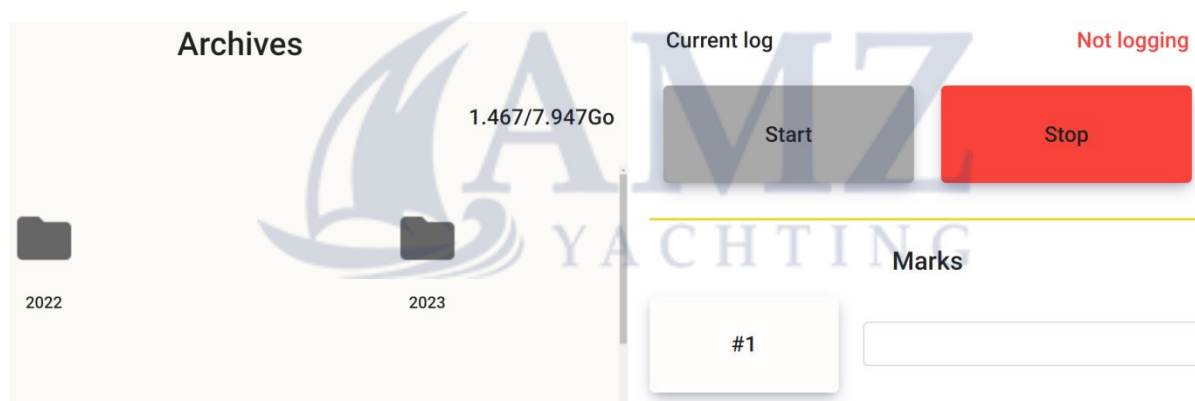 Archives
1.467/7.947Go
2022
2023
Current log
Not logging
Start
Stop
Marks
#1
AMZ
YACHTING